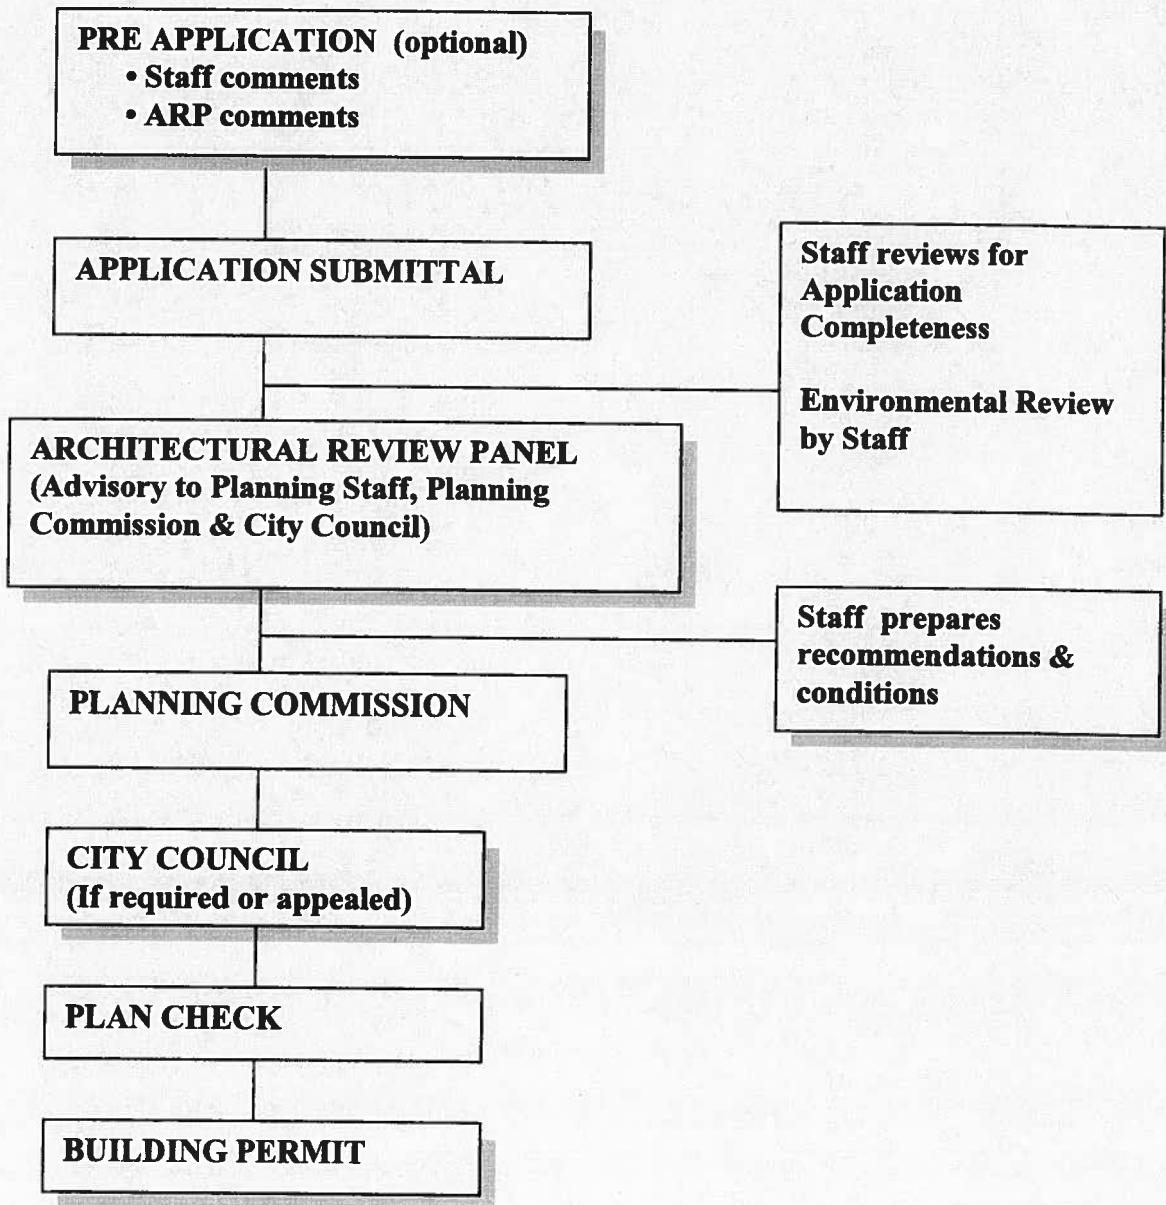 PRE APPLICATION (optional)
• Staff comments
• ARP comments
APPLICATION SUBMITTAL
Staff reviews for
Application
Completeness
Environmental Review
by Staff
ARCHITECTURAL REVIEW PANEL
(Advisory to Planning Staff, Planning
Commission & City Council)
Staff prepares
recommendations &
conditions
PLANNING COMMISSION
CITY COUNCIL
(If required or appealed)
PLAN CHECK
BUILDING PERMIT